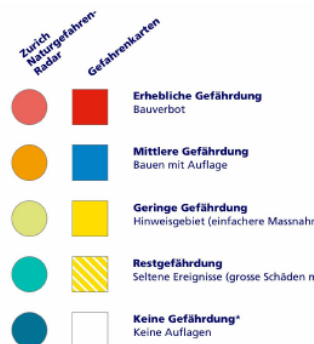 Zurich
Naturgefahren-
Radar
Gefahrenkarten
Erhebliche Gefährdung
Bauverbot
Mittlere Gefährdung
Bauen mit Auflage
Geringe Gefährdung
Hinweisgebiet (einfachere Massnahm
Restgefährdung
Seltene Ereignisse (grosse Schäden m
Keine Gefährdung*
Keine Auflagen